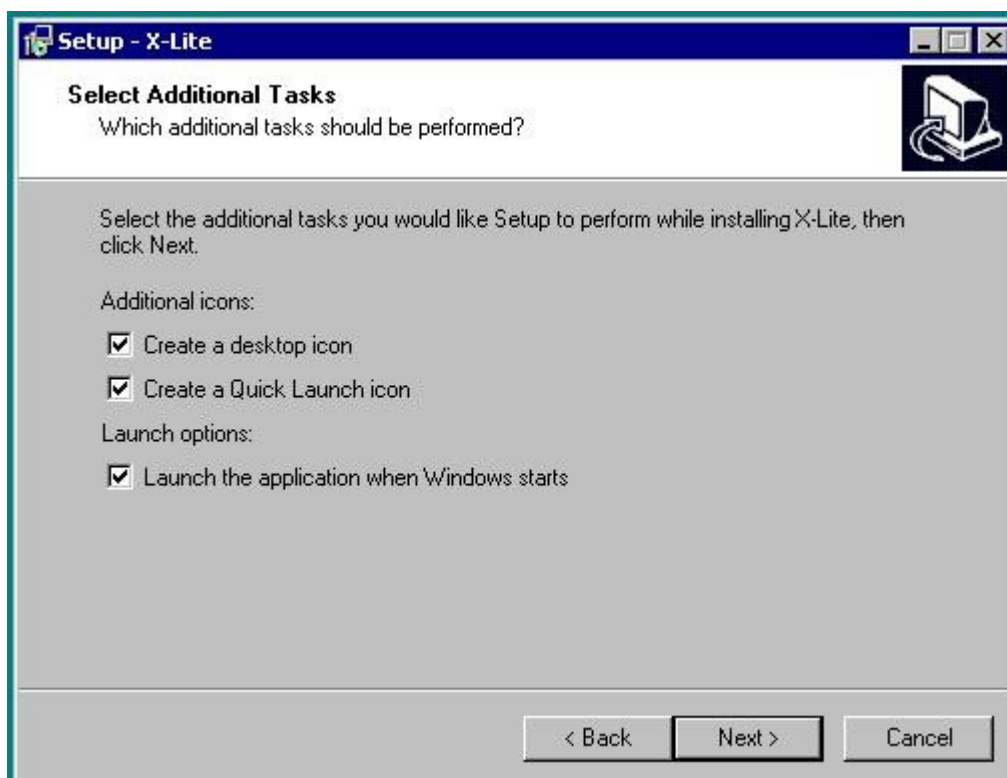 Setup - X-Lite
Select Additional Tasks
Which additional tasks should be performed?
Select the additional tasks you would like Setup to perform while installing X-Lite, then
click Next.
Additional icons:
Create a desktop icon
Create a Quick Launch icon
Launch options:
Launch the application when Windows starts
< Back Next > Cancel